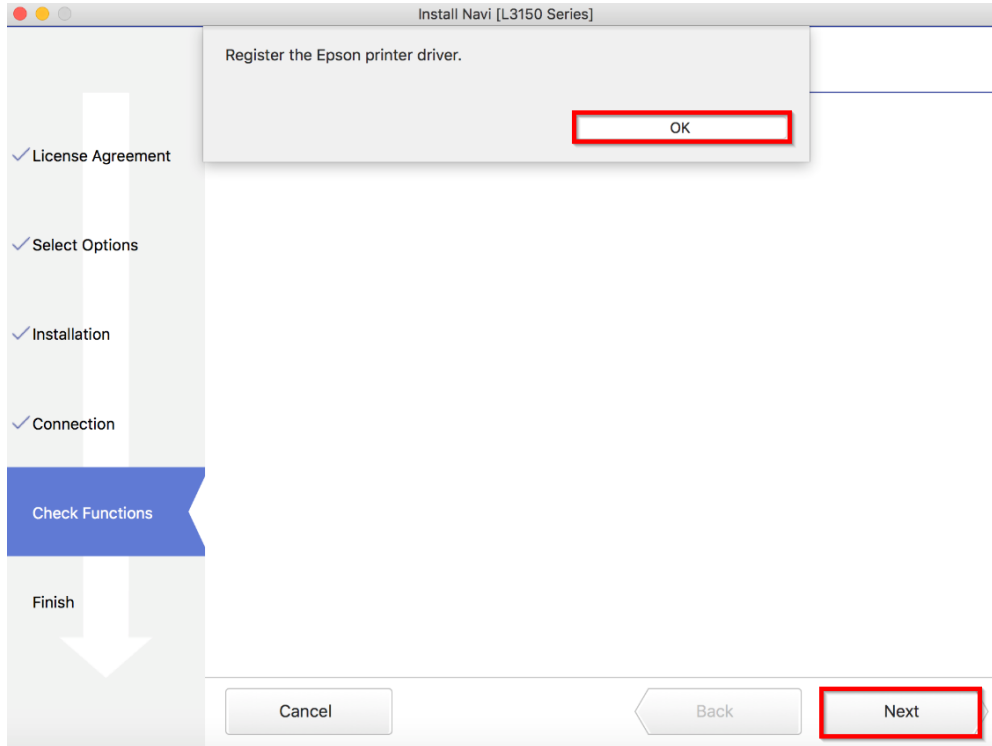 Install Navi [L3150 Series]
Register the Epson printer driver.
OK
License Agreement
Select Options
Installation
Connection
Check Functions
Finish
Cancel
Back
Next